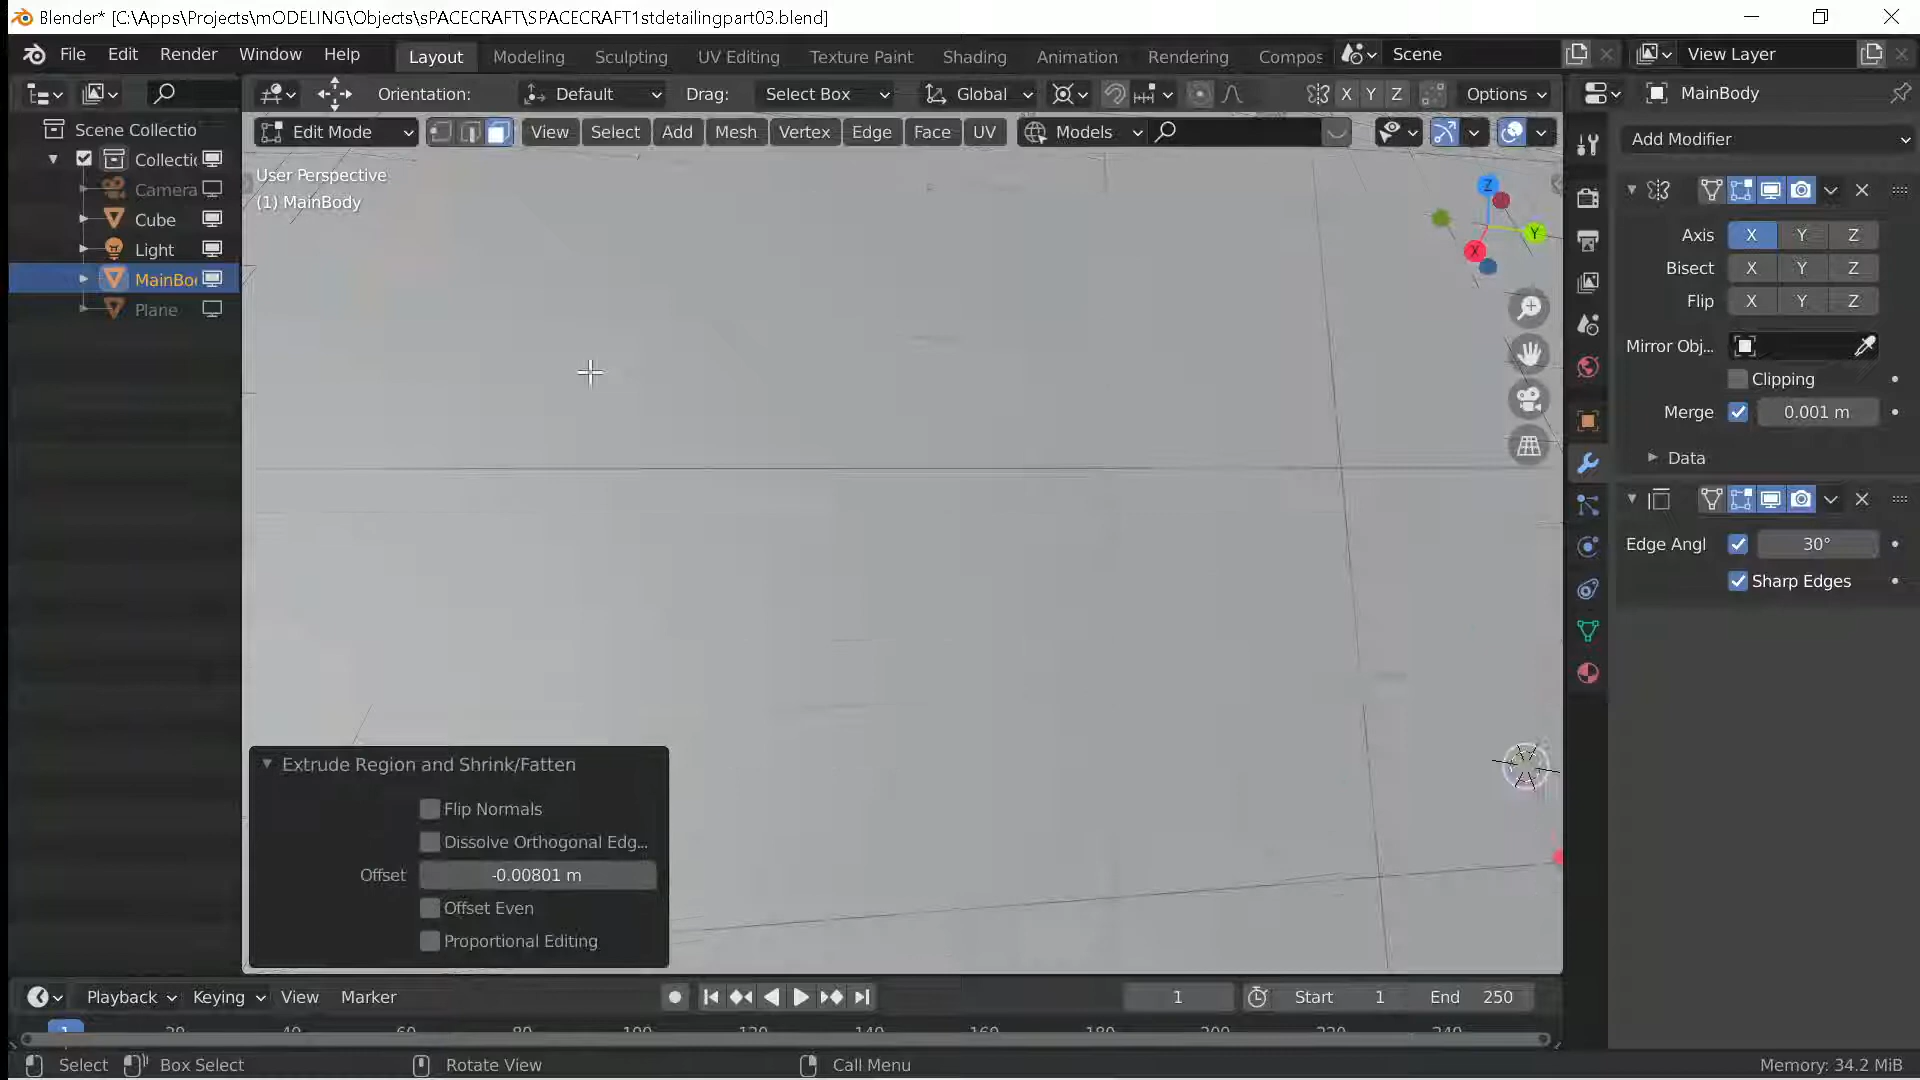 Blender* [C:\Apps\Projects\mODELING\Objects\sPACECRAFT\SPACECRAFT1stdetailingpart03.blend]
File Edit Render Window Help Layout Modeling Sculpting UV Editing Texture Paint Shading Animation Rendering Compos Scene View Layer
Orientation: Default Drag: Select Box Global X Y Z Options MainBody
Edit Mode View Select Add Mesh Vertex Edge Face UV Models
Scene Collectio
Collectic
Camera
Cube
Light
MainBo
Plane
User Perspective
(1) MainBody
Z
Y
X
Add Modifier
Axis X Y Z
Bisect X Y Z
Flip X Y Z
Mirror Obj...
Clipping
Merge 0.001 m
Data
Edge Angl 30°
Sharp Edges
Extrude Region and Shrink/Fatten
Flip Normals
Dissolve Orthogonal Edg...
Offset -0.00801 m
Offset Even
Proportional Editing
Playback Keying View Marker 1 Start 1 End 250
1 20 40 60 80 100 120 140 160 180 200 220 240
Select Box Select Rotate View Call Menu Memory: 34.2 MiB